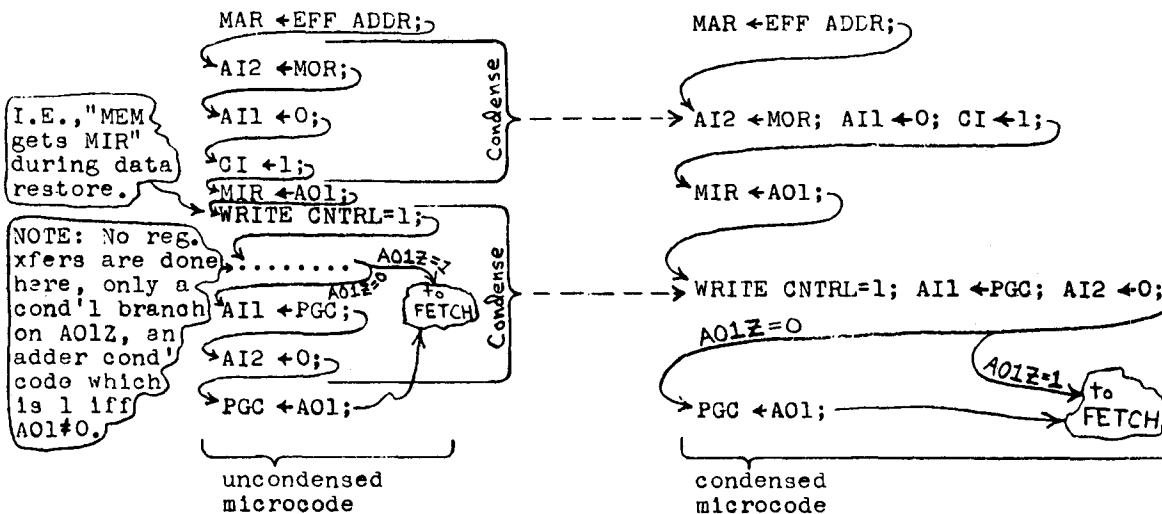 MAR ←EFF ADDR;
AI2 ←MOR;
AI1 ←0;
CI ←1;
MIR ←AO1;
WRITE CNTRL=1;
........
AO1Z=1
AO1Z=0
AI1 ←PGC;
AI2 ←0;
PGC ←AO1;
to
FETCH
Condense
Condense
I.E.,"MEM
gets MIR"
during data
restore.
NOTE: No reg.
xfers are done
here, only a
cond'l branch
on AO1Z, an
adder cond'
code which
is 1 iff
AO1≠0.
uncondensed
microcode
MAR ←EFF ADDR;
AI2 ←MOR; AI1 ←0; CI ←1;
MIR ←AO1;
WRITE CNTRL=1; AI1 ←PGC; AI2 ←0;
AO1Z=0
AO1Z=1
PGC ←AO1;
to
FETCH
condensed
microcode